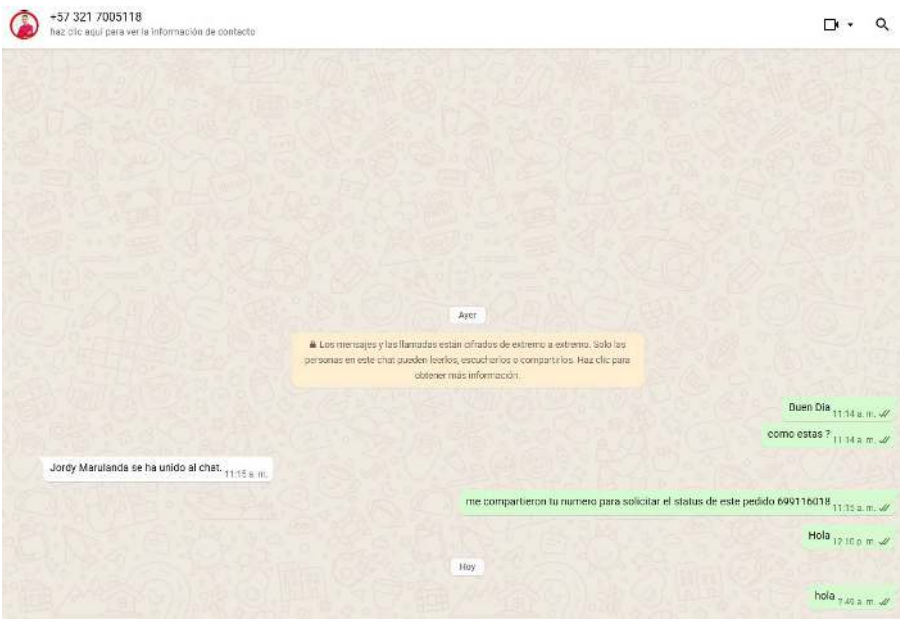 +57 321 7005118
haz clic aquí para ver la información de contacto
Ayer
Los mensajes y las llamadas están cifrados de extremo a extremo. Solo las
personas en este chat pueden leerlos, escucharlos o compartirlos. Haz clic para
obtener más información.
Buen Dia 11:14 a. m.
como estas ? 11:14 a. m.
Jordy Marulanda se ha unido al chat. 11:15 a. m.
me compartieron tu numero para solicitar el status de este pedido 699116018 11:15 a. m.
Hola 12:10 p. m.
Hoy
hola 7:49 a. m.